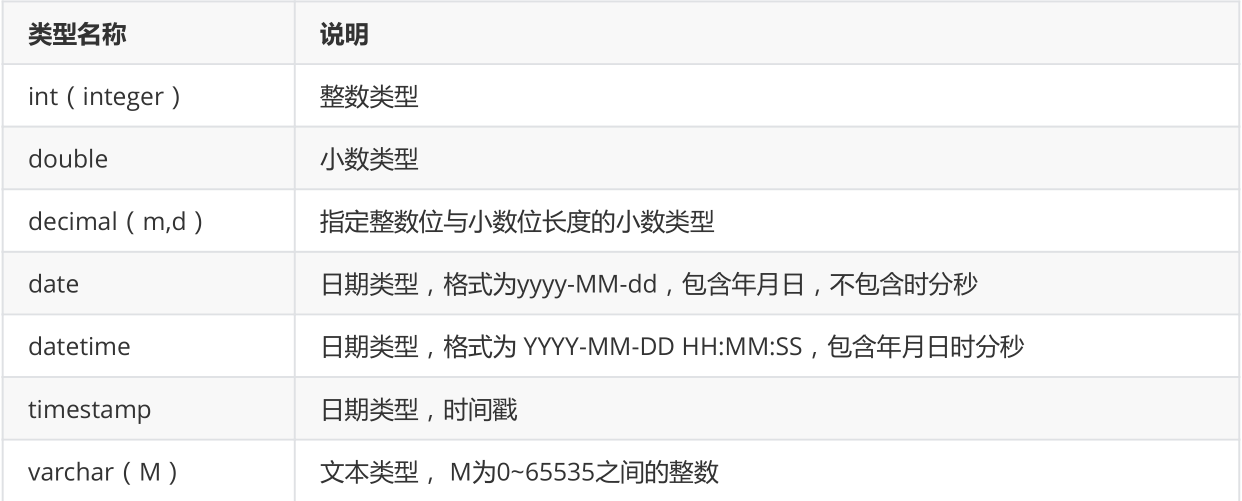 类型名称 说明
int（integer） 整数类型
double 小数类型
decimal（m,d） 指定整数位与小数位长度的小数类型
date 日期类型，格式为yyyy-MM-dd，包含年月日，不包含时分秒
datetime 日期类型，格式为 YYYY-MM-DD HH:MM:SS，包含年月日时分秒
timestamp 日期类型，时间戳
varchar（M） 文本类型， M为0~65535之间的整数